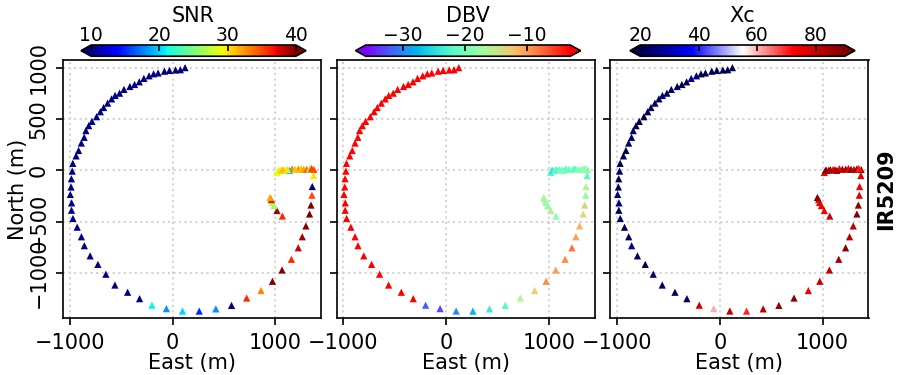 SNR DBV Xc
10 20 30 40 −30 −20 −10 20 40 60 80
1000
500
0
−500
−1000
North (m)
IR5209
−1000 0 1000 −1000 0 1000 −1000 0 1000
East (m) East (m) East (m)